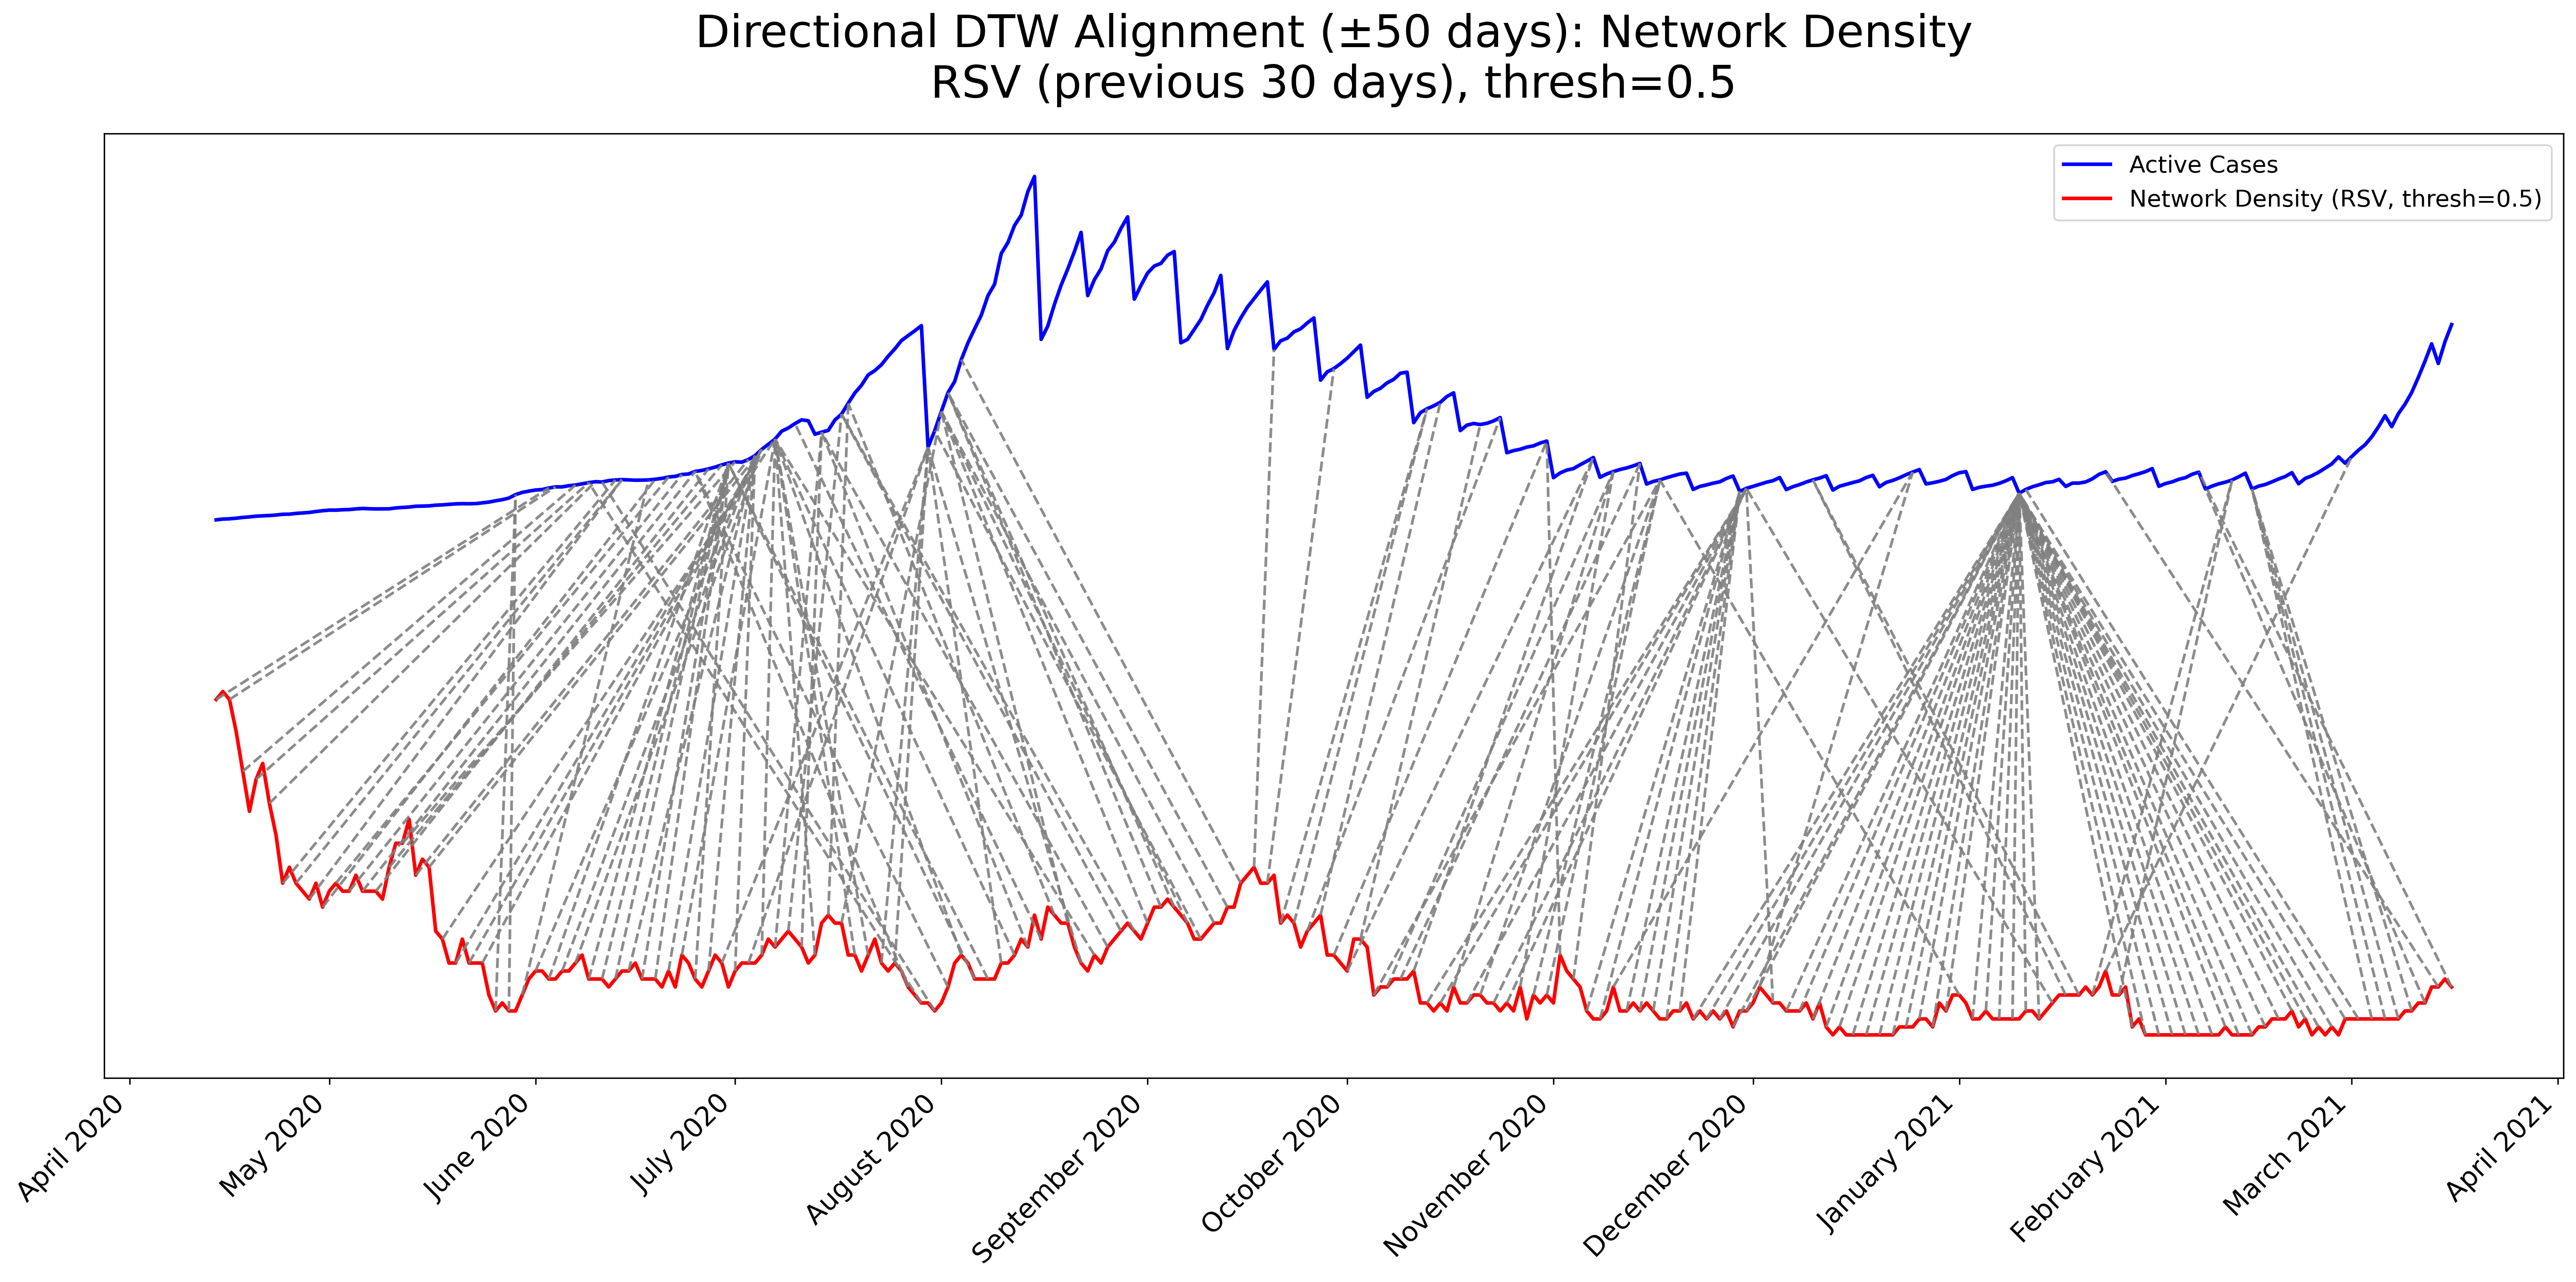 Directional DTW Alignment (±50 days): Network Density
RSV (previous 30 days), thresh=0.5
Active Cases
Network Density (RSV, thresh=0.5)
April 2020
May 2020
June 2020
July 2020
August 2020
September 2020
October 2020
November 2020
December 2020
January 2021
February 2021
March 2021
April 2021